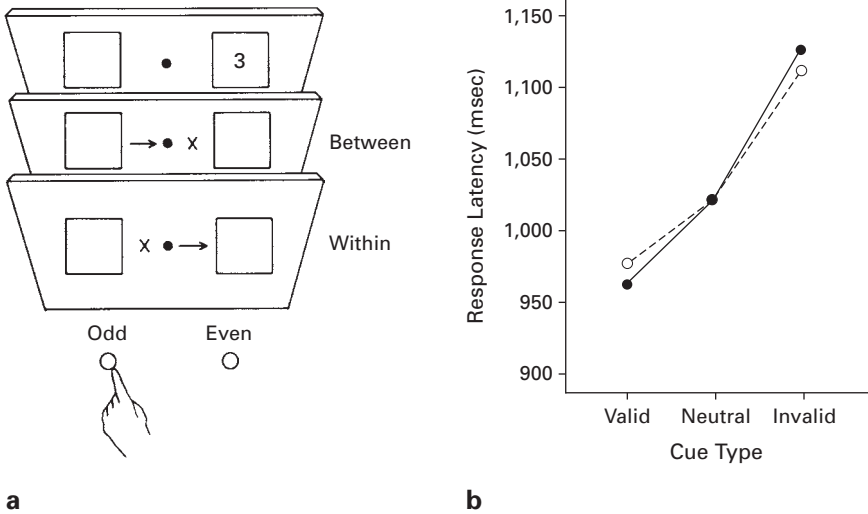 3
X
Between
X
Within
Odd Even
a
1,150
1,100
1,050
1,000
950
900
Response Latency (msec)
Valid Neutral Invalid
Cue Type
b